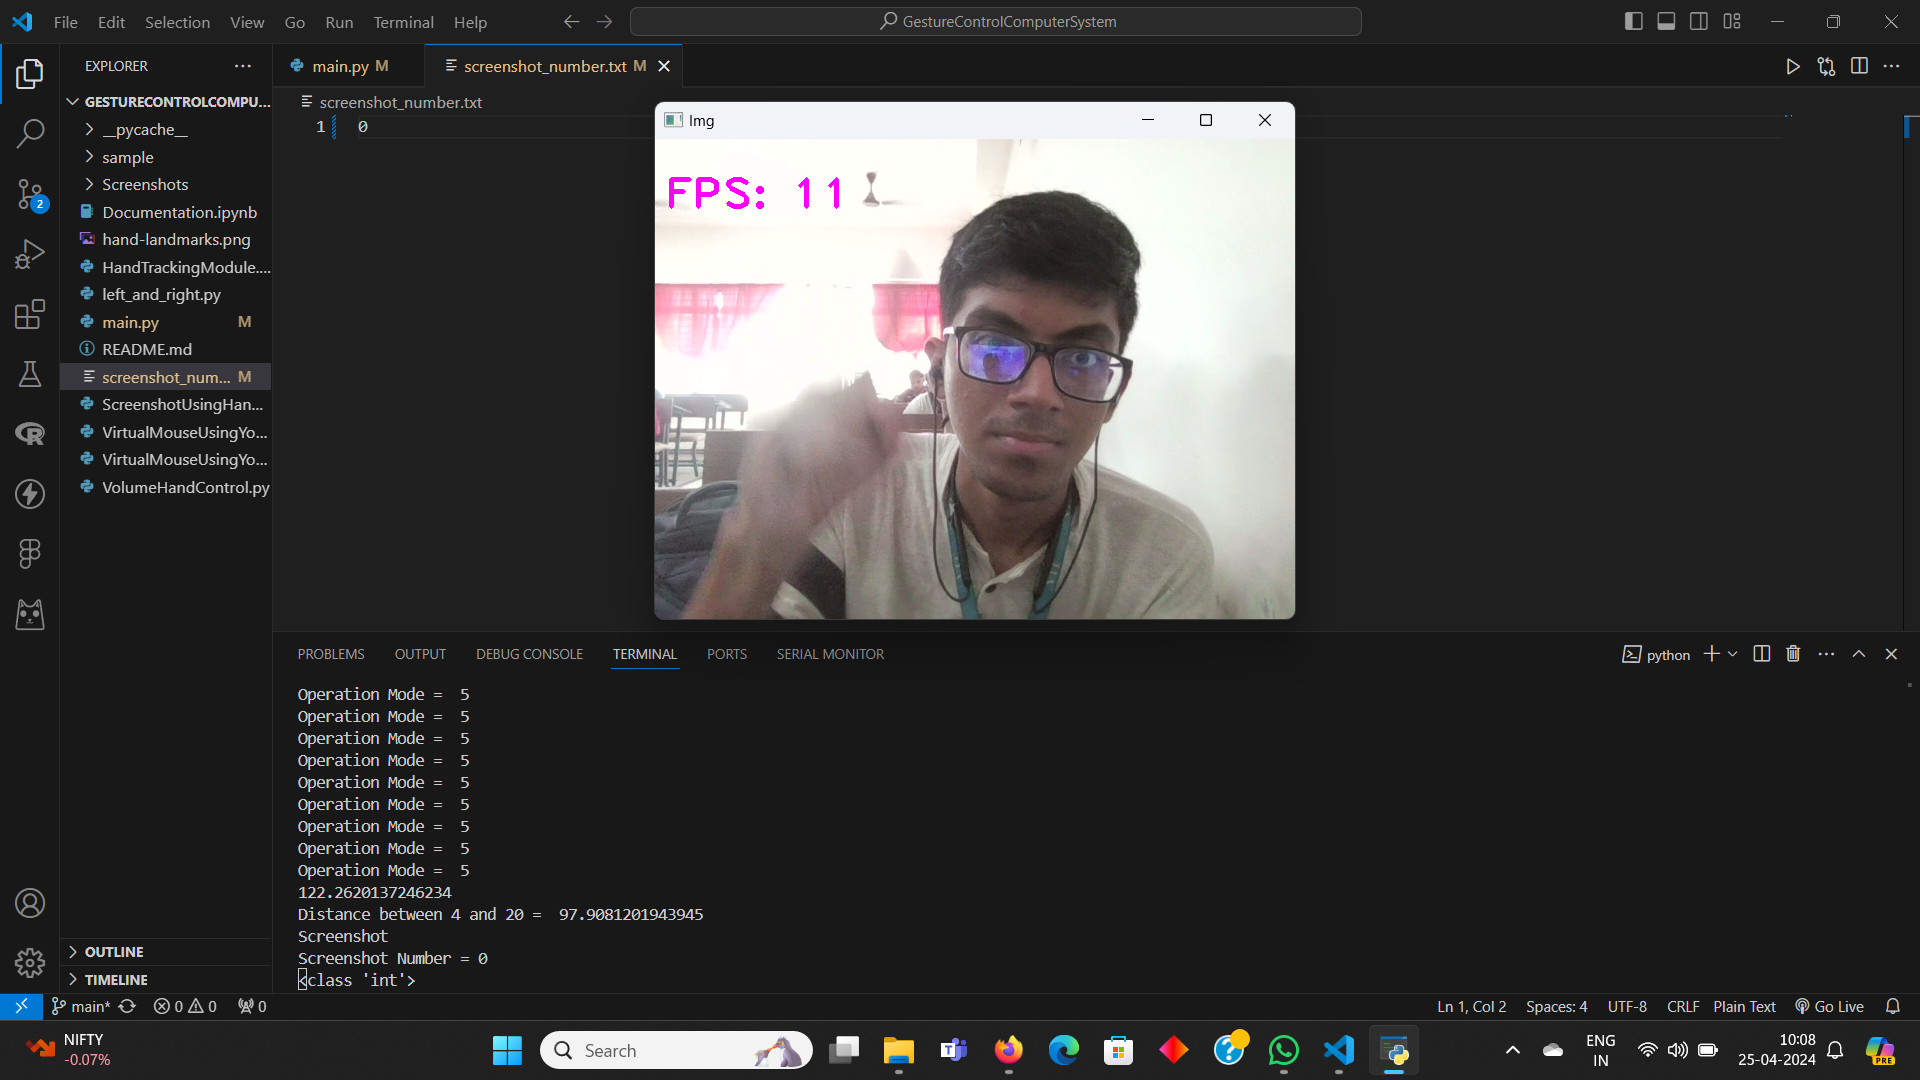 File Edit Selection View Go Run Terminal Help
GestureControlComputerSystem
EXPLORER
GESTURECONTROLCOMPU...
__pycache__
sample
Screenshots
Documentation.ipynb
hand-landmarks.png
HandTrackingModule....
left_and_right.py
main.py M
README.md
screenshot_num... M
ScreenshotUsingHan...
VirtualMouseUsingYo...
VirtualMouseUsingYo...
VolumeHandControl.py
OUTLINE
TIMELINE
2
main.py M
screenshot_number.txt M
screenshot_number.txt
1 0
Img
FPS: 11
PROBLEMS OUTPUT DEBUG CONSOLE TERMINAL PORTS SERIAL MONITOR
python
Operation Mode =  5
Operation Mode =  5
Operation Mode =  5
Operation Mode =  5
Operation Mode =  5
Operation Mode =  5
Operation Mode =  5
Operation Mode =  5
Operation Mode =  5
122.2620137246234
Distance between 4 and 20 =  97.9081201943945
Screenshot
Screenshot Number = 0
<class 'int'>
main* 0 0 0
Ln 1, Col 2 Spaces: 4 UTF-8 CRLF Plain Text Go Live
NIFTY
-0.07%
Search
ENG
IN
10:08
25-04-2024
PRE